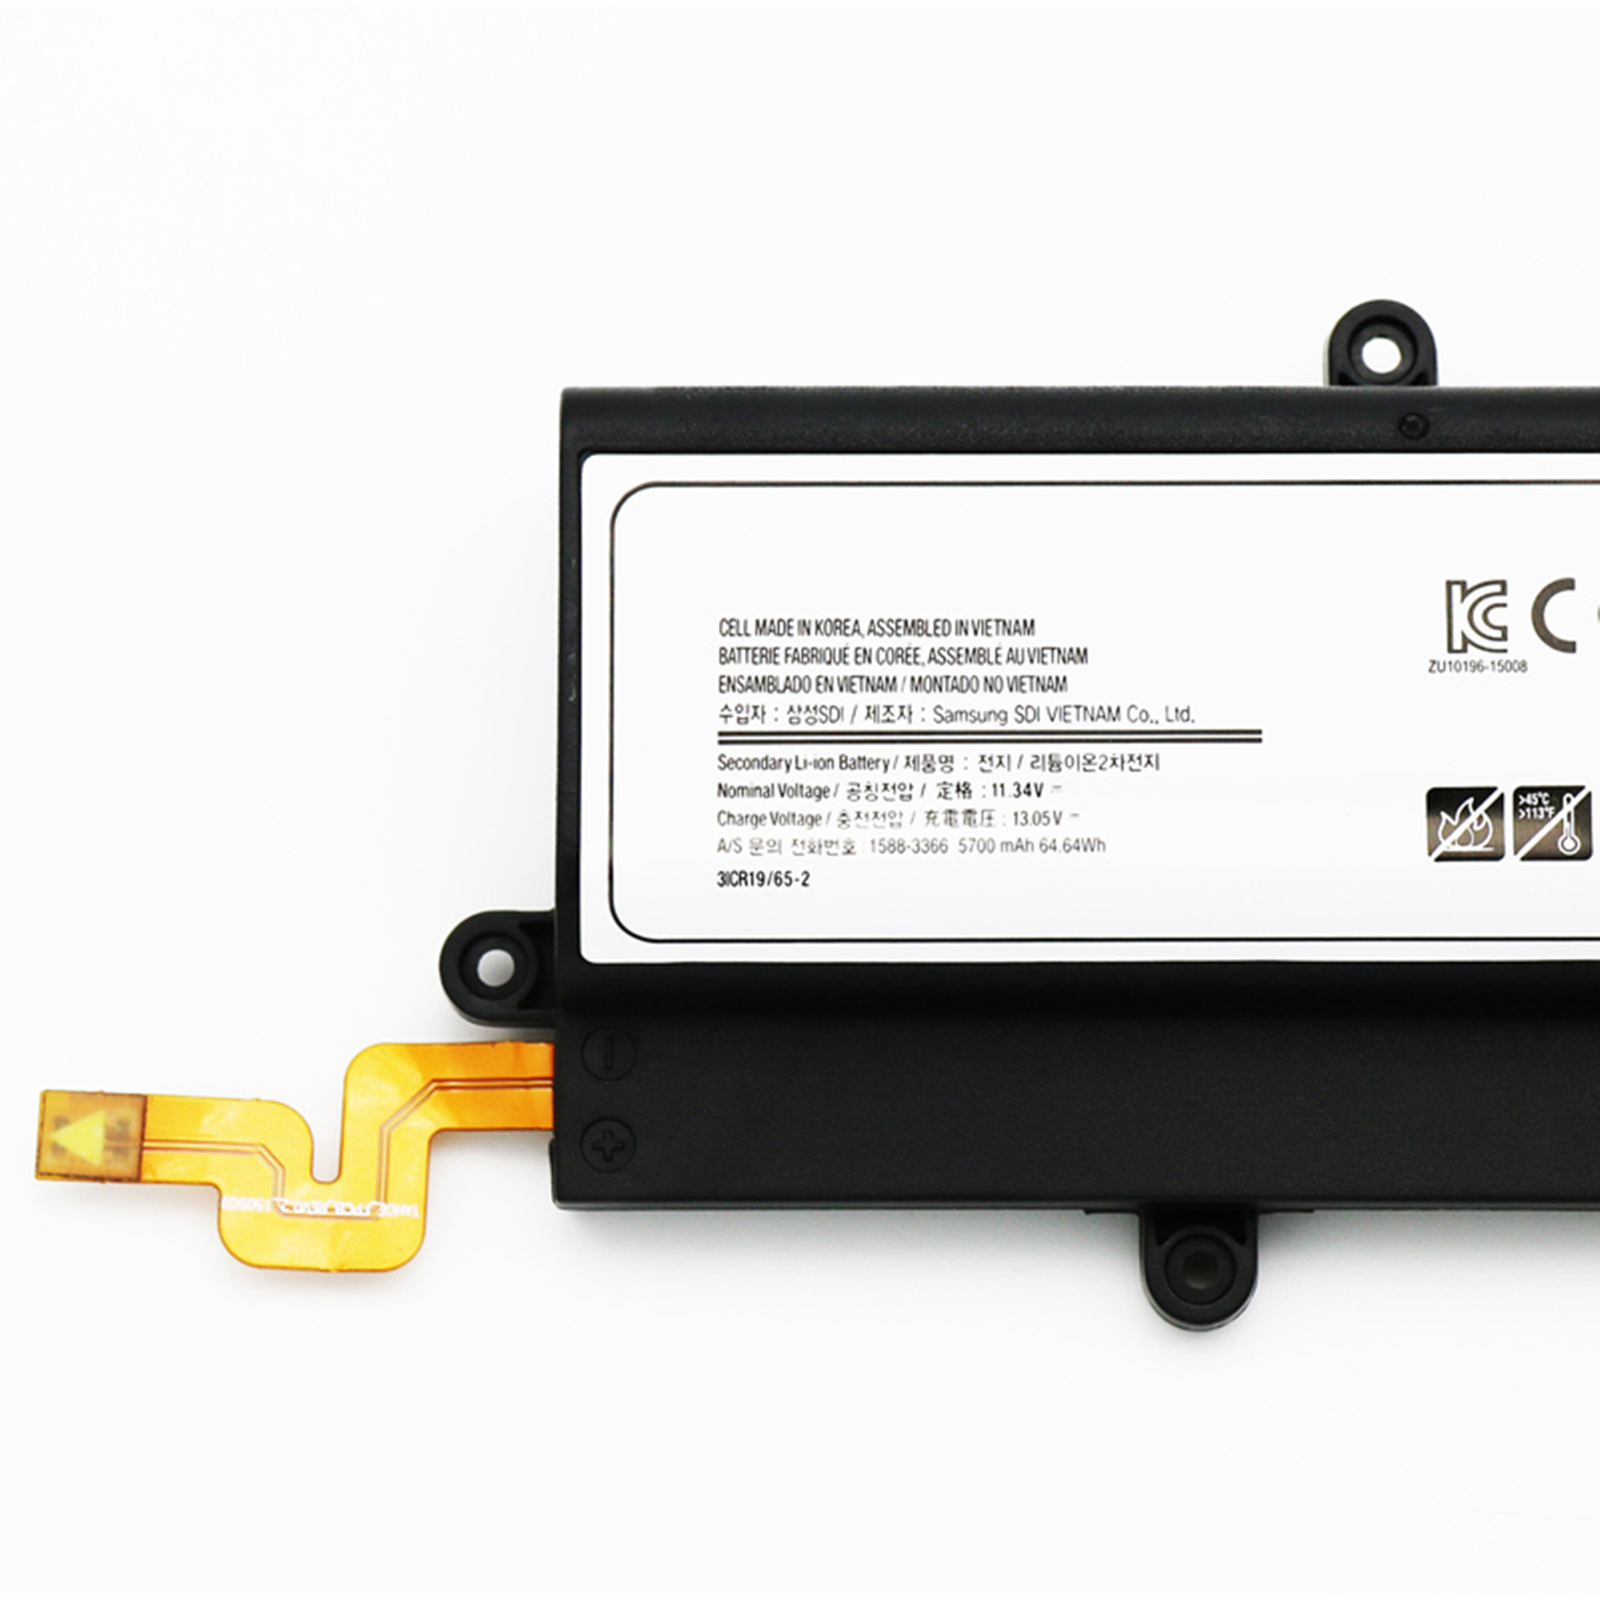 CELL MADE IN KOREA, ASSEMBLED IN VIETNAM
BATTERIE FABRIQUÉ EN CORÉE, ASSEMBLÉ AU VIETNAM
ENSAMBLADO EN VIETNAM / MONTADO NO VIETNAM
수입자 : 삼성SDI / 제조자 : Samsung SDI VIETNAM Co., Ltd.
Secondary Li-ion Battery / 제품명 : 전지 / 리튬이온2차전지
Nominal Voltage / 공칭전압 / 定格 : 11.34V ⎓
Charge Voltage / 충전전압 / 充電電圧 : 13.05V ⎓
A/S 문의 전화번호 : 1588-3366 5700 mAh 64.64Wh
3ICR19/65-2
KC C
ZU10196-15008
>45°C
>113°F
TAHOE_FPCB_REV0.2_150902